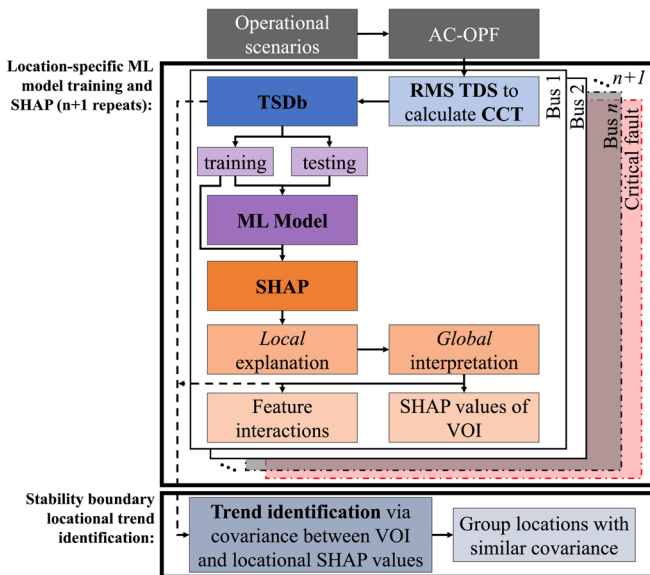 Operational
scenarios
AC-OPF
Location-specific ML
model training and
SHAP (n+1 repeats):
TSDb
RMS TDS to
calculate CCT
Bus 1
Bus 2
Bus n
n+1
Critical fault
training
testing
ML Model
SHAP
Local
explanation
Global
interpretation
Feature
interactions
SHAP values of
VOI
Stability boundary
locational trend
identification:
Trend identification via
covariance between VOI
and locational SHAP values
Group locations with
similar covariance